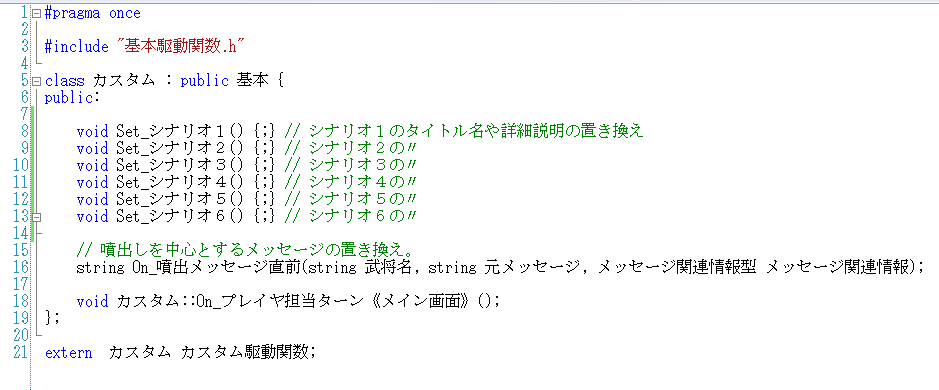 1 #pragma once
2
3 #include "基本駆動関数.h"
4
5 class カスタム : public 基本 {
6 public:
7
8 void Set_シナリオ１() {;} // シナリオ１のタイトル名や詳細説明の置き換え
9 void Set_シナリオ２() {;} // シナリオ２の〃
10 void Set_シナリオ３() {;} // シナリオ３の〃
11 void Set_シナリオ４() {;} // シナリオ４の〃
12 void Set_シナリオ５() {;} // シナリオ５の〃
13 void Set_シナリオ６() {;} // シナリオ６の〃
14
15 // 噴出しを中心とするメッセージの置き換え。
16 string On_噴出メッセージ直前(string 武将名, string 元メッセージ, メッセージ関連情報型 メッセージ関連情報);
17
18 void カスタム::On_プレイヤ担当ターン《メイン画面》();
19 };
20
21 extern カスタム カスタム駆動関数;